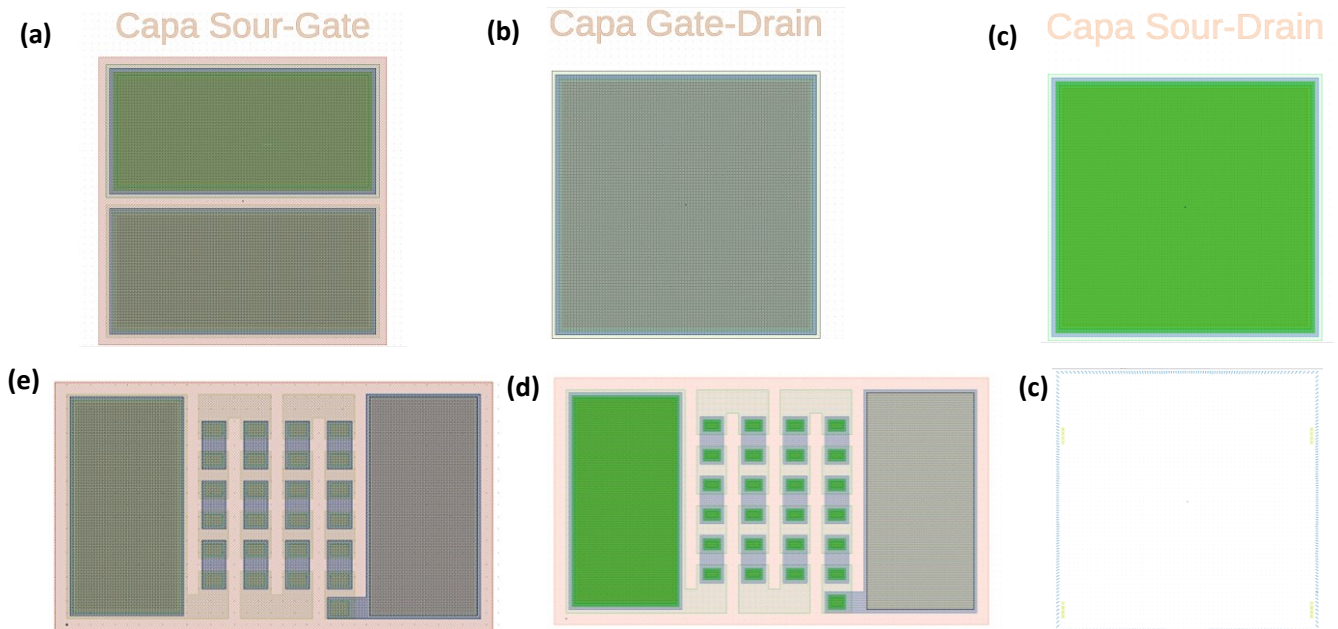 (a)
Capa Sour-Gate
(b)
Capa Gate-Drain
(c)
Capa Sour-Drain
(e)
(d)
(c)